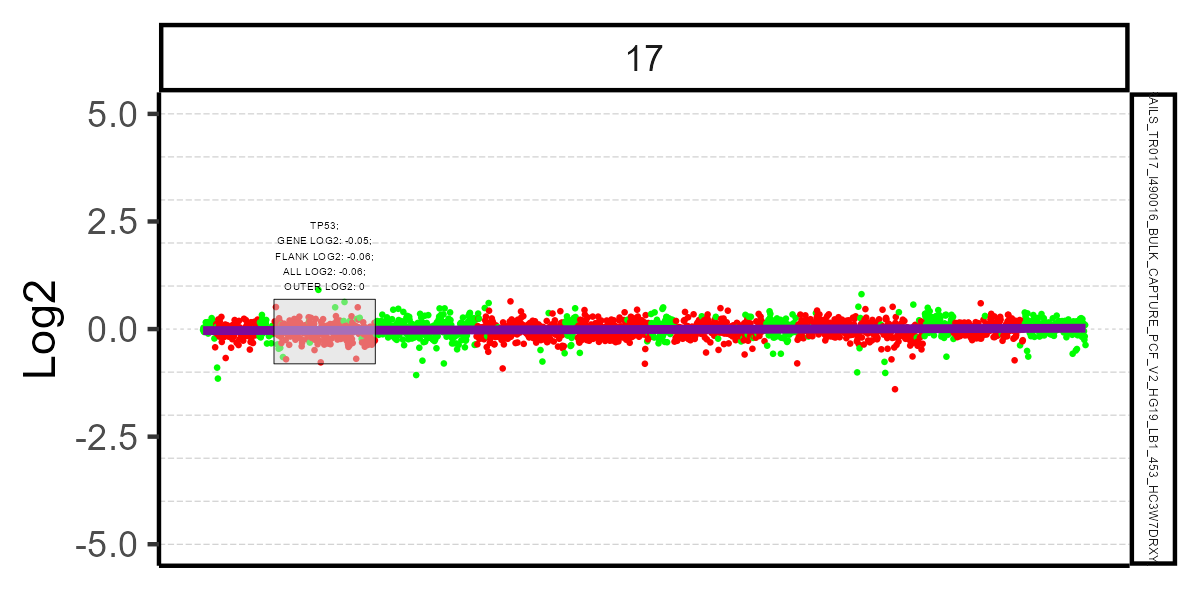 17
5.0
2.5
0.0
-2.5
-5.0
Log2
TP53;
GENE LOG2: -0.05;
FLANK LOG2: -0.06;
ALL LOG2: -0.06;
OUTER LOG2: 0
AILS_TR017_I490016_BULK_CAPTURE_PCF_V2_HG19_LB1_453_HC3W7DRXY